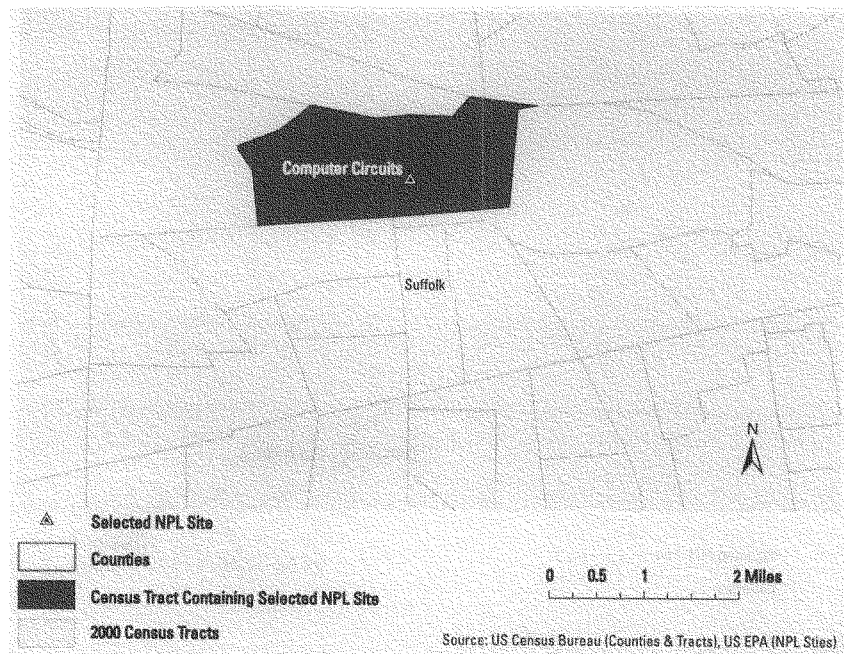 Computer Circuits
Suffolk
N
Selected NPL Site
Counties
Census Tract Containing Selected NPL Site
2000 Census Tracts
0 0.5 1 2 Miles
Source: US Census Bureau (Counties & Tracts), US EPA (NPL Sties)